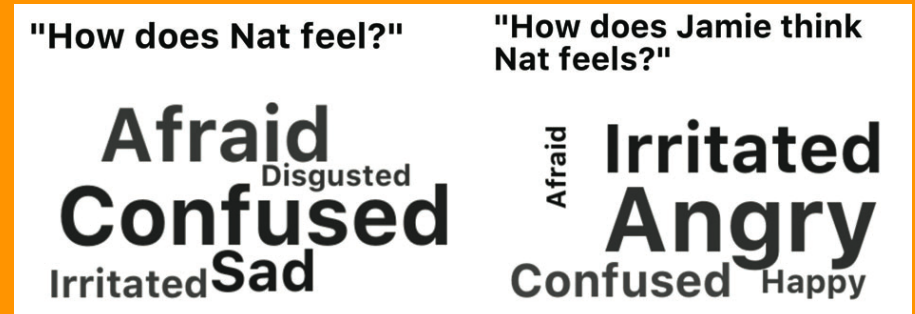 "How does Nat feel?"
Afraid
Disgusted
Confused
Irritated Sad
"How does Jamie think
Nat feels?"
Afraid
Irritated
Angry
Confused Happy